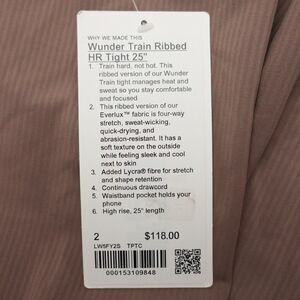 WHY WE MADE THIS
Wunder Train Ribbed
HR Tight 25"
1. Train hard, not hot. This
ribbed version of our Wunder
Train tight manages heat and
sweat so you stay comfortable
and focused
2. This ribbed version of our
Everlux™ fabric is four-way
stretch, sweat-wicking,
quick-drying, and
abrasion-resistant. It has a
soft texture on the outside
while feeling sleek and cool
next to skin
3. Added Lycra® fibre for stretch
and shape retention
4. Continuous drawcord
5. Waistband pocket holds your
phone
6. High rise, 25" length
2 $118.00
LW5FY2S TPTC
000153109848